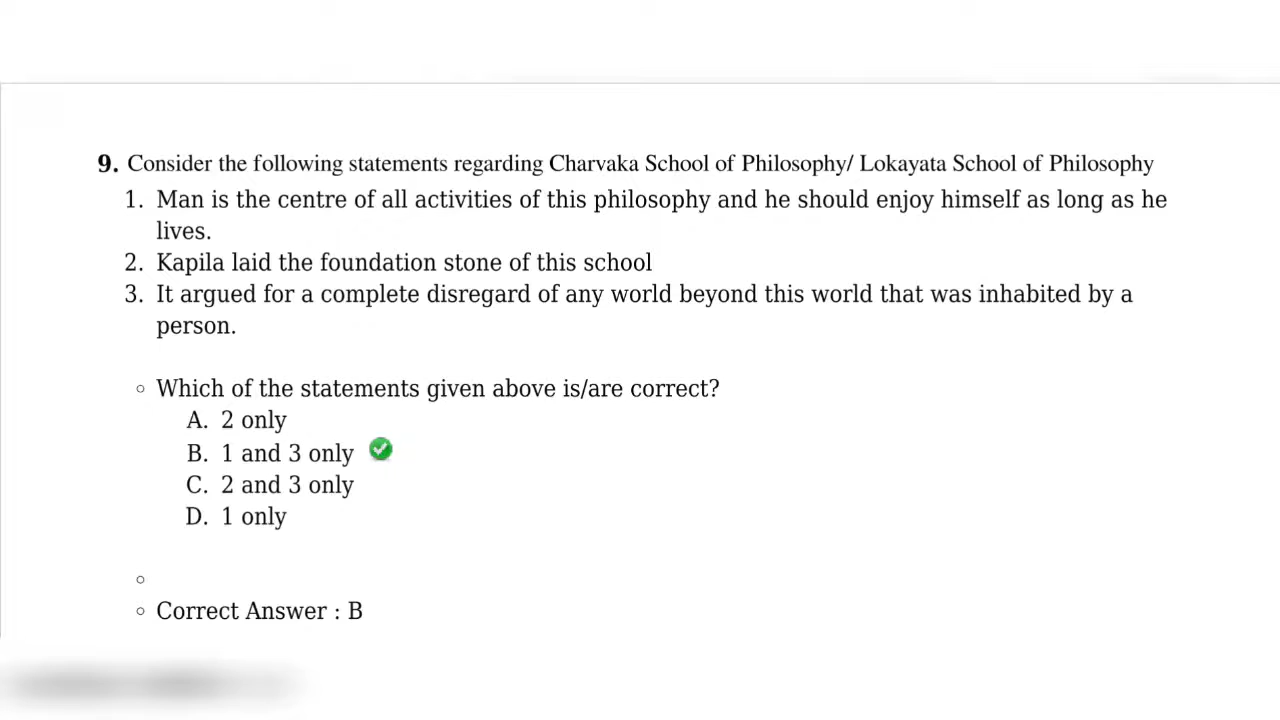 9. Consider the following statements regarding Charvaka School of Philosophy/ Lokayata School of Philosophy
1. Man is the centre of all activities of this philosophy and he should enjoy himself as long as he
lives.
2. Kapila laid the foundation stone of this school
3. It argued for a complete disregard of any world beyond this world that was inhabited by a
person.
Which of the statements given above is/are correct?
A. 2 only
B. 1 and 3 only
C. 2 and 3 only
D. 1 only
Correct Answer : B